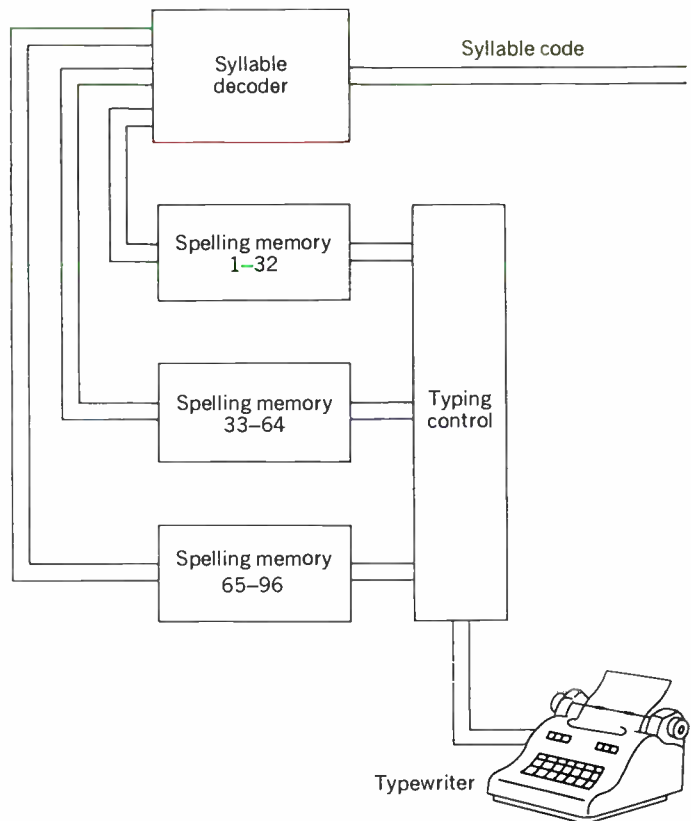 Syllable code
Syllable
decoder
Spelling memory
1–32
Spelling memory
33–64
Typing
control
Spelling memory
65–96
Typewriter